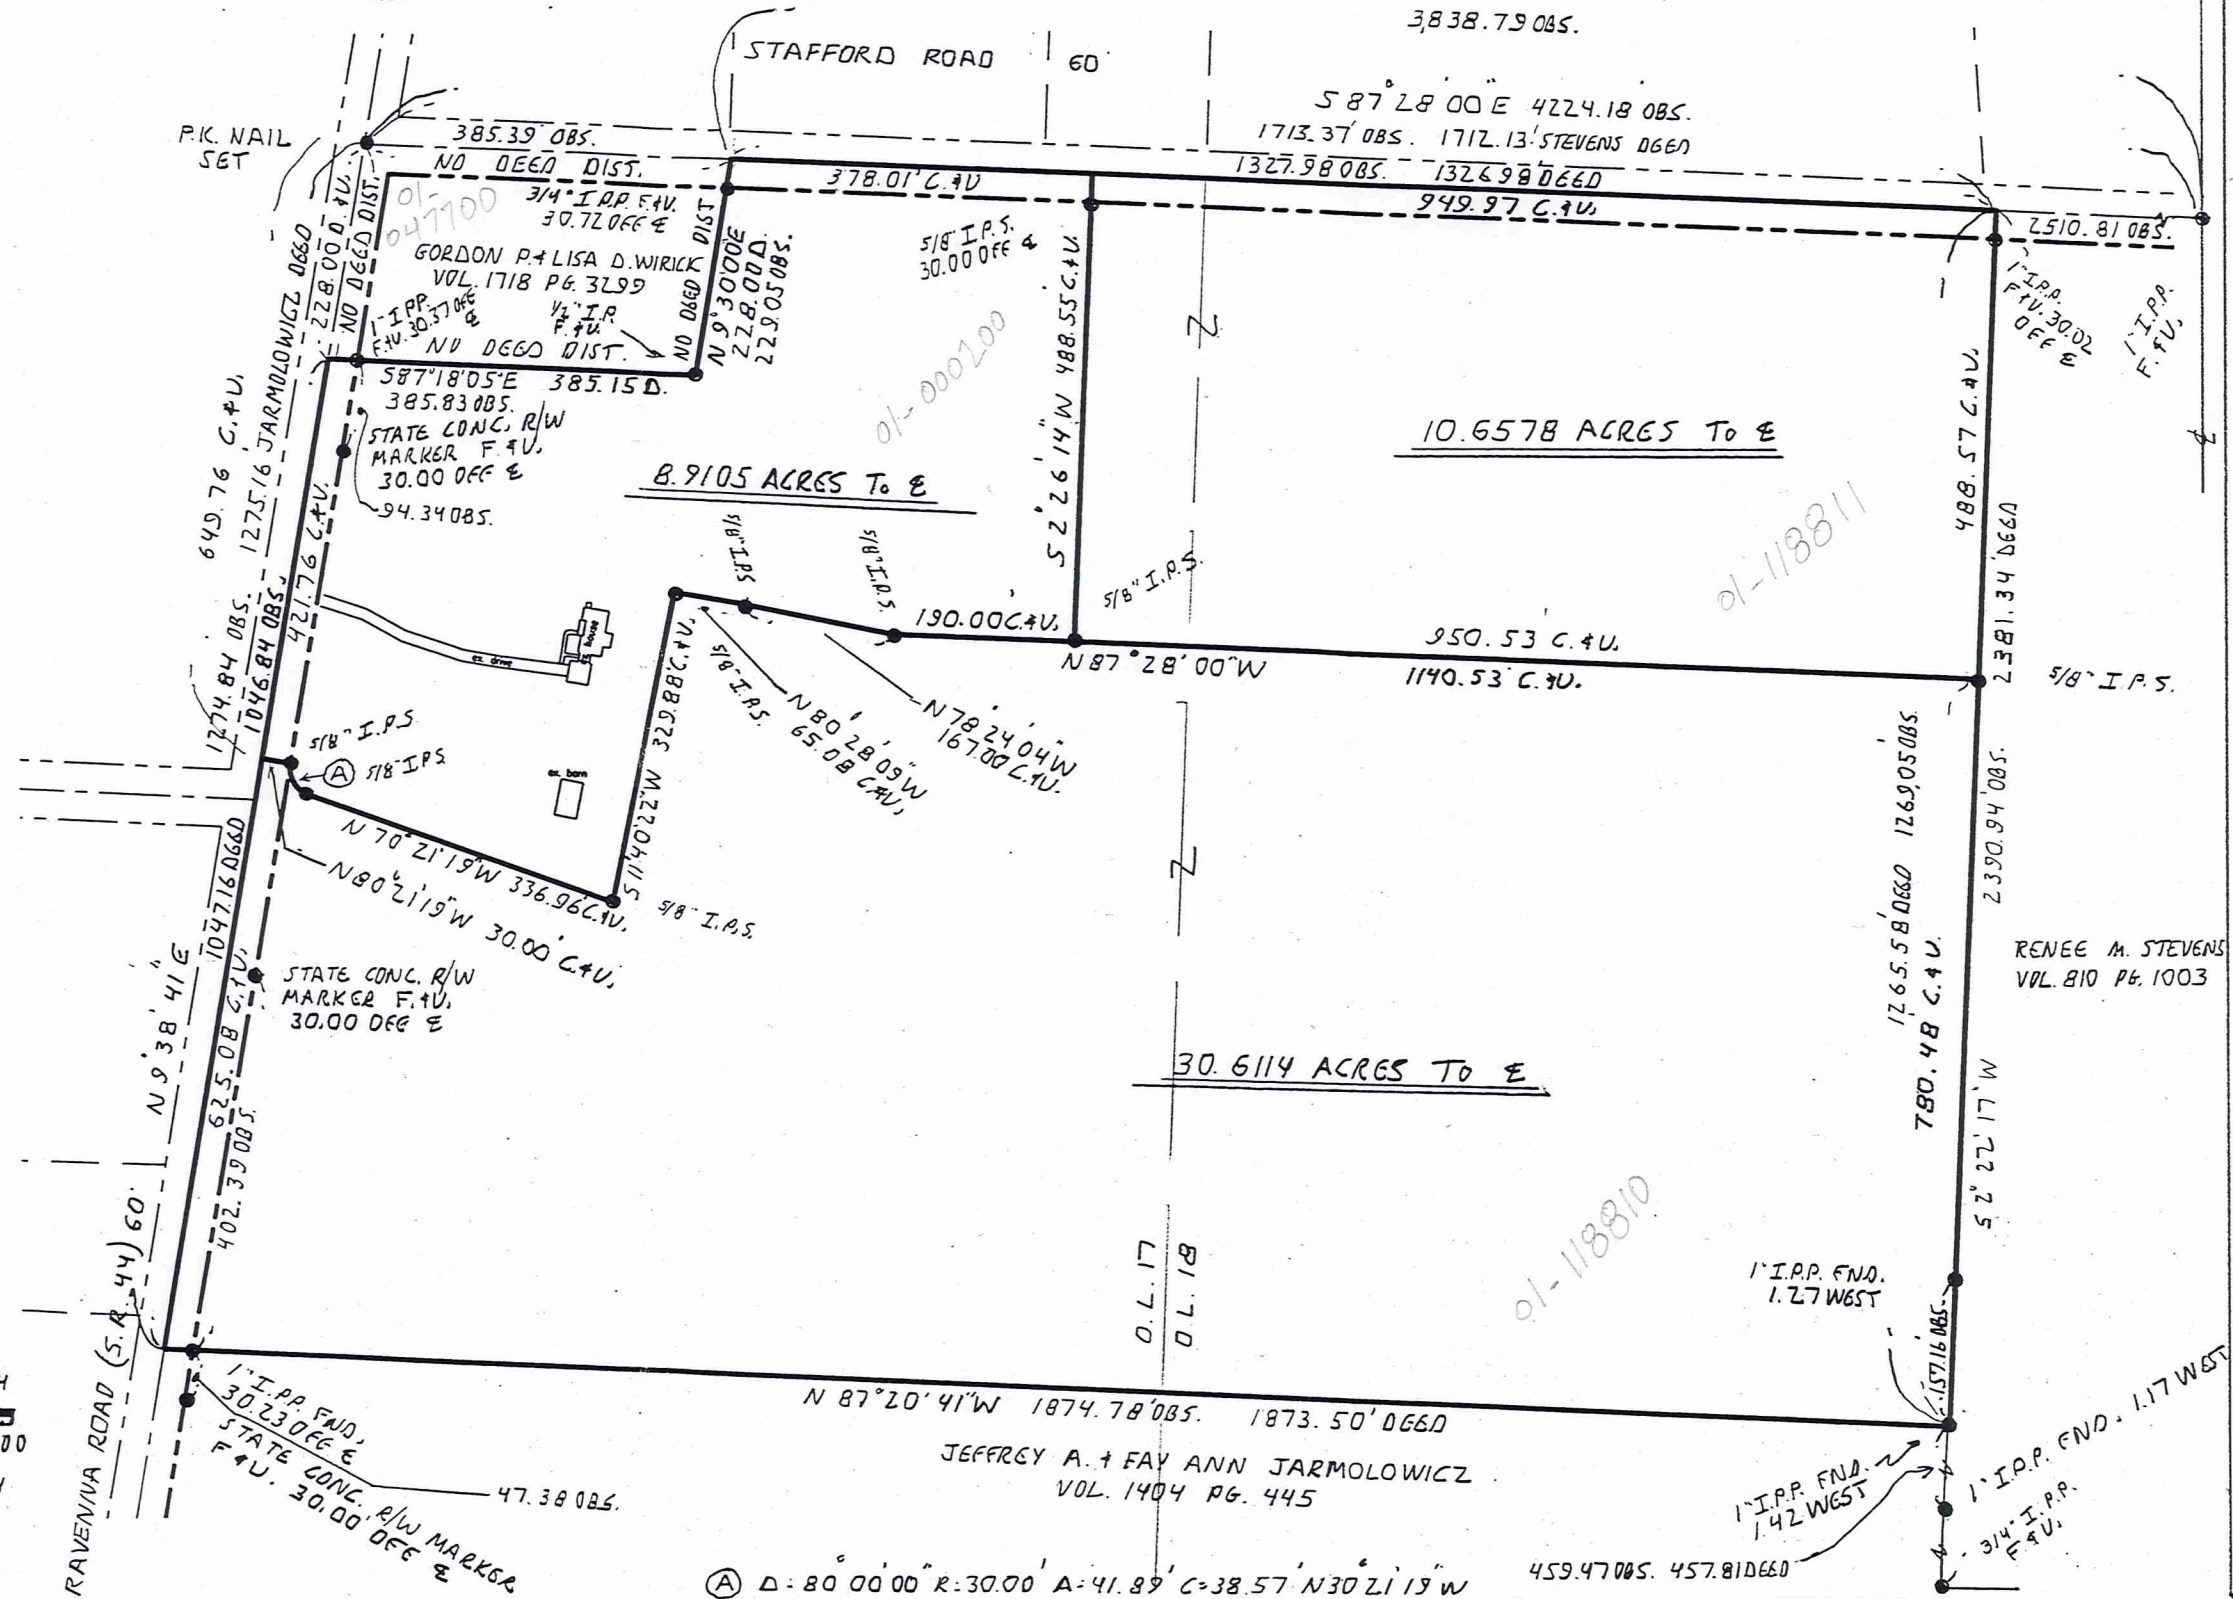 3,838.79 OBS.
STAFFORD ROAD 60'
S 87° 28' 00" E 4224.18 OBS.
1713.37' OBS. 1712.13' STEVENS DEED
1327.98 OBS. 1326.98 DEED
P.K. NAIL
SET
385.39' OBS.
NO DEED DIST.
378.01' C.&U.
949.97 C.&U.
2510.81 OBS.
01-
047700
3/4" I.P.P. F.&U.
30.72 OFF ℄
GORDON P. & LISA D. WIRICK
VOL. 1718 PG. 3299
1" I.PP.
F.&U. 30.37 OFF
℄
1/2" I.P.
F.&U.
NO DEED DIST.
NO DEED DIST.
228.00 D. &U.
NO DEED DIST
N 9° 30' 00" E
228.00 D.
229.05 OBS.
5/8" I.P.S.
30.00 OFF ℄
1" I.P.P.
F.&U. 30.02
OFF ℄
1" I.P.P.
F.&U.
S87°18'05"E 385.15 D.
385.83 OBS.
STATE CONC. R/W
MARKER F.&U.
30.00 OFF ℄
94.34 OBS.
01-000200
8.9105 ACRES To ℄
10.6578 ACRES To ℄
01-118811
S 2° 26' 14" W 488.55 C.&U.
488.57 C.&U.
2381.34' DEED
649.76 C.&U.
1275.16 JARMOLOWICZ DEED
1274.84 OBS.
1046.84 OBS.
421.76 C.&U.
ex. drive
ex. house
5/8" I.P.S
5/8" I.P.S.
190.00 C.&U.
5/8" I.P.S.
950.53' C.&U.
N 87° 28' 00" W
1140.53' C.&U.
5/8" I.P.S.
5/8" I.P.S.
N 80° 28' 09" W
65.08 C.&U.
N 78° 24' 04" W
167.00 C.&U.
S 11°40'22" W 329.88 C.&U.
5/8" I.P.S
A 5/8" I.P.S
ex. barn
N 70° 21' 19" W 336.96 C.&U.
5/8" I.P.S.
N 80° 21' 19" W 30.00' C.&U.
1265.58' DEED 1269.05 OBS.
780.48 C.&U.
2390.94' OBS.
RENEE M. STEVENS
VOL. 810 PG. 1003
1047.16 DEED
N 9° 38' 41" E
625.08 C.&U.
402.39 OBS.
STATE CONC. R/W
MARKER F.&U.
30.00 OFF ℄
30.6114 ACRES TO ℄
S 2° 22' 17" W
O.L. 17
O.L. 18
01-118810
1" I.P.P. FND.
1.27 WEST
157.16 OBS.
RAVENNA ROAD (S.R. 44) 60'
1" I.P.P. FND.
30.23 OFF ℄
STATE CONC. R/W MARKER
F.&U. 30.00' OFF ℄
47.38 OBS.
N 87° 20' 41" W 1874.78' OBS. 1873.50' DEED
JEFFREY A. & FAY ANN JARMOLOWICZ
VOL. 1404 PG. 445
1" I.P.P. FND.
1.42 WEST
1" I.P.P. FND. 1.17 WEST
3/4" I.P.P.
F.&U.
459.47 OBS. 457.81 DEED
A Δ= 80° 00' 00" R=30.00' A=41.89' C=38.57' N 30° 21' 19" W